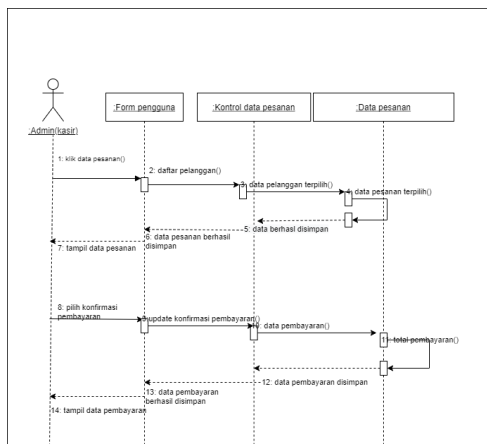 :Form pengguna
:Kontrol data pesanan
:Data pesanan
:Admin(kasir)
1: klik data pesanan()
2: daftar pelanggan()
3: data pelanggan terpilih()
4: data pesanan terpilih()
5: data berhasl disimpan
6: data pesanan berhasil
disimpan
7: tampil data pesanan
8: pilih konfirmasi
pembayaran
9: update konfirmasi pembayaran()
10: data pembayaran()
11: total pembayaran()
12: data pembayaran disimpan
13: data pembayaran
berhasil disimpan
14: tampil data pembayaran